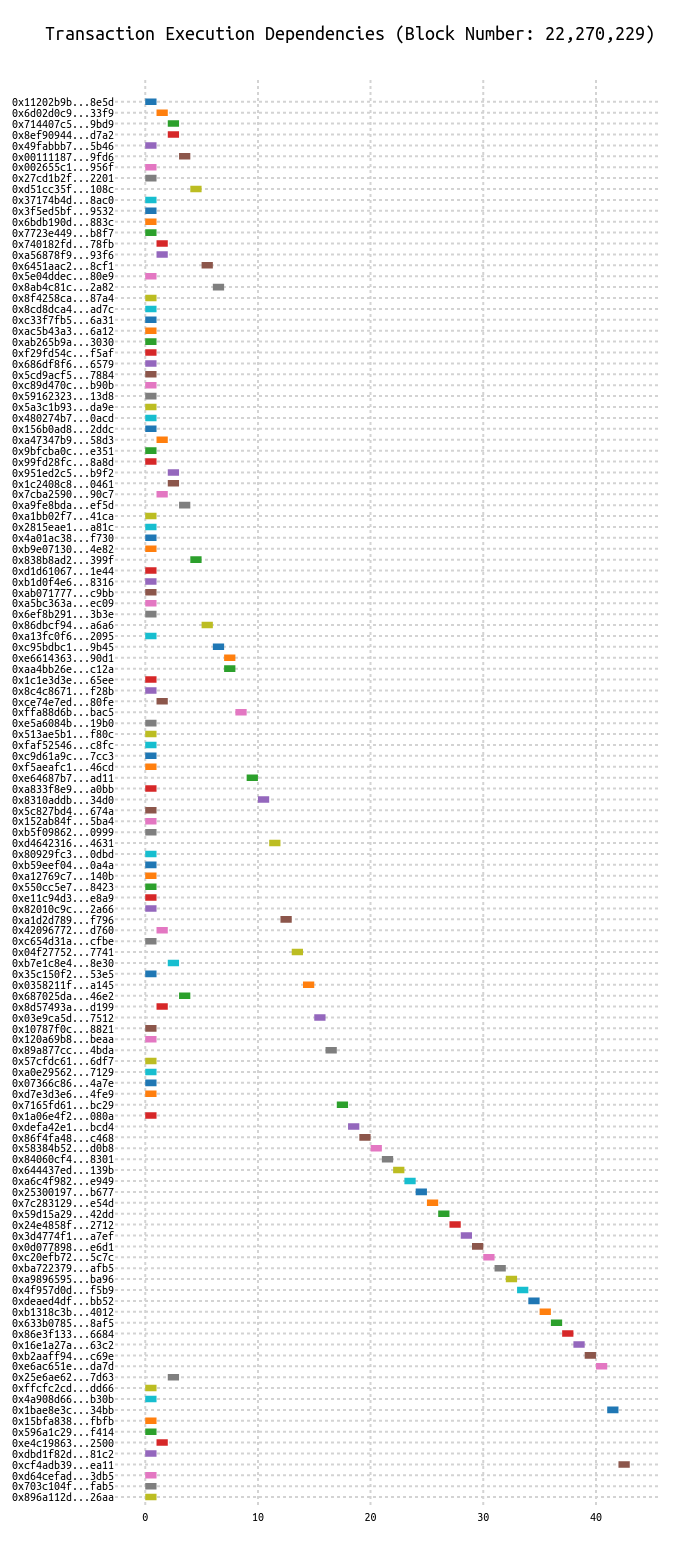 Transaction Execution Dependencies (Block Number: 22,270,229)
0x11202b9b...8e5d
0x6d02d0c9...33f9
0x714407c5...9bd9
0x8ef90944...d7a2
0x49fabbb7...5b46
0x00111187...9fd6
0x002655c1...956f
0x27cd1b2f...2201
0xd51cc35f...108c
0x37174b4d...8ac0
0x3f5ed5bf...9532
0x6bdb190d...883c
0x7723e449...b8f7
0x740182fd...78fb
0xa56878f9...93f6
0x6451aac2...8cf1
0x5e04ddec...80e9
0x8ab4c81c...2a82
0x8f4258ca...87a4
0x8cd8dca4...ad7c
0xc33f7fb5...6a31
0xac5b43a3...6a12
0xab265b9a...3030
0xf29fd54c...f5af
0x686df8f6...6579
0x5cd9acf5...7884
0xc89d470c...b90b
0x59162323...13d8
0x5a3c1b93...da9e
0x480274b7...0acd
0x156b0ad8...2ddc
0xa47347b9...58d3
0x9bfcba0c...e351
0x99fd28fc...8a8d
0x951ed2c5...b9f2
0x1c2408c8...0461
0x7cba2590...90c7
0xa9fe8bda...ef5d
0xa1bb02f7...41ca
0x2815eae1...a81c
0x4a01ac38...f730
0xb9e07130...4e82
0x838b8ad2...399f
0xd1d61067...1e44
0xb1d0f4e6...8316
0xab071777...c9bb
0xa5bc363a...ec09
0x6ef8b291...3b3e
0x86dbcf94...a6a6
0xa13fc0f6...2095
0xc95bdbc1...9b45
0xe6614363...90d1
0xaa4bb26e...c12a
0x1c1e3d3e...65ee
0x8c4c8671...f28b
0xce74e7ed...80fe
0xffa88d6b...bac5
0xe5a6084b...19b0
0x513ae5b1...f80c
0xfaf52546...c8fc
0xc9d61a9c...7cc3
0xf5aeafc1...46cd
0xe64687b7...ad11
0xa833f8e9...a0bb
0x8310addb...34d0
0x5c827bd4...674a
0x152ab84f...5ba4
0xb5f09862...0999
0xd4642316...4631
0x80929fc3...0dbd
0xb59eef04...0a4a
0xa12769c7...140b
0x550cc5e7...8423
0xe11c94d3...e8a9
0x82010c9c...2a66
0xa1d2d789...f796
0x42096772...d760
0xc654d31a...cfbe
0x04f27752...7741
0xb7e1c8e4...8e30
0x35c150f2...53e5
0x0358211f...a145
0x687025da...46e2
0x8d57493a...d199
0x03e9ca5d...7512
0x10787f0c...8821
0x120a69b8...beaa
0x89a877cc...4bda
0x57cfdc61...6df7
0xa0e29562...7129
0x07366c86...4a7e
0xd7e3d3e6...4fe9
0x7165fd61...bc29
0x1a06e4f2...080a
0xdefa42e1...bcd4
0x86f4fa48...c468
0x58384b52...d0b8
0x84060cf4...8301
0x644437ed...139b
0xa6c4f982...e949
0x25300197...b677
0x7c283129...e54d
0x59d15a29...42dd
0x24e4858f...2712
0x3d4774f1...a7ef
0x0d077898...e6d1
0xc20efb72...5c7c
0xba722379...afb5
0xa9896595...ba96
0x4f957d0d...f5b9
0xdeaed4df...bb52
0xb1318c3b...4012
0x633b0785...8af5
0x86e3f133...6684
0x16e1a27a...63c2
0xb2aaff94...c69e
0xe6ac651e...da7d
0x25e6ae62...7d63
0xffcfc2cd...dd66
0x4a908d66...b30b
0x1bae8e3c...34bb
0x15bfa838...fbfb
0x596a1c29...f414
0xe4c19863...2500
0xdbd1f82d...81c2
0xcf4adb39...ea11
0xd64cefad...3db5
0x703c104f...fab5
0x896a112d...26aa
0 10 20 30 40